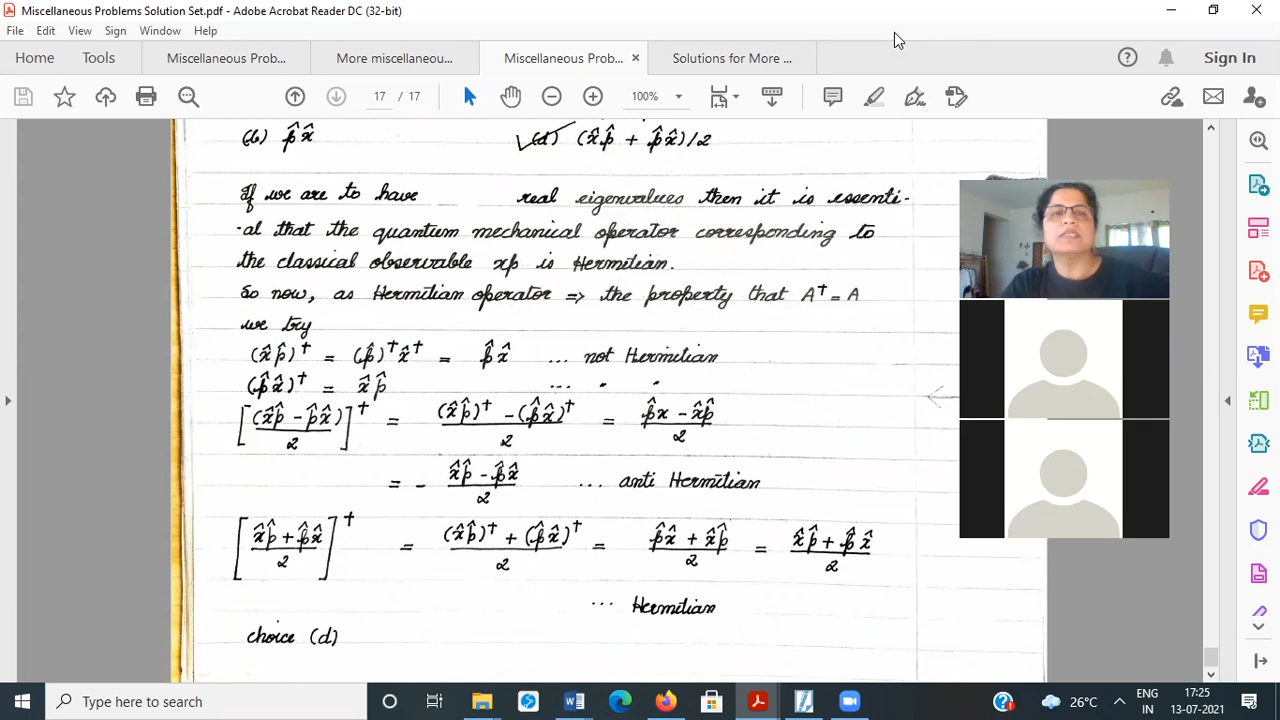 Miscellaneous Problems Solution Set.pdf - Adobe Acrobat Reader DC (32-bit)
File Edit View Sign Window Help
Home Tools Miscellaneous Prob... More miscellaneou... Miscellaneous Prob... × Solutions for More ... Sign In
17 / 17 100%
(b) p̂x̂ (d) (x̂p̂ + p̂x̂)/2
If we are to have real eigenvalues then it is essenti-
-al that the quantum mechanical operator corresponding to
the classical observable xp is Hermitian.
So now, as Hermitian operator => the property that A† = A
we try
(x̂p̂)† = (p̂)†x̂† = p̂x̂ ... not Hermitian
(p̂x̂)† = x̂p̂ ... " "
[(x̂p̂ - p̂x̂)/2]† = ((x̂p̂)† - (p̂x̂)†)/2 = (p̂x - x̂p̂)/2
= - (x̂p̂ - p̂x̂)/2 ... anti Hermitian
[(x̂p̂ + p̂x̂)/2]† = ((x̂p̂)† + (p̂x̂)†)/2 = (p̂x̂ + x̂p̂)/2 = (x̂p̂ + p̂x̂)/2
... Hermitian
choice (d)
Type here to search
26°C
ENG
IN
17:25
13-07-2021